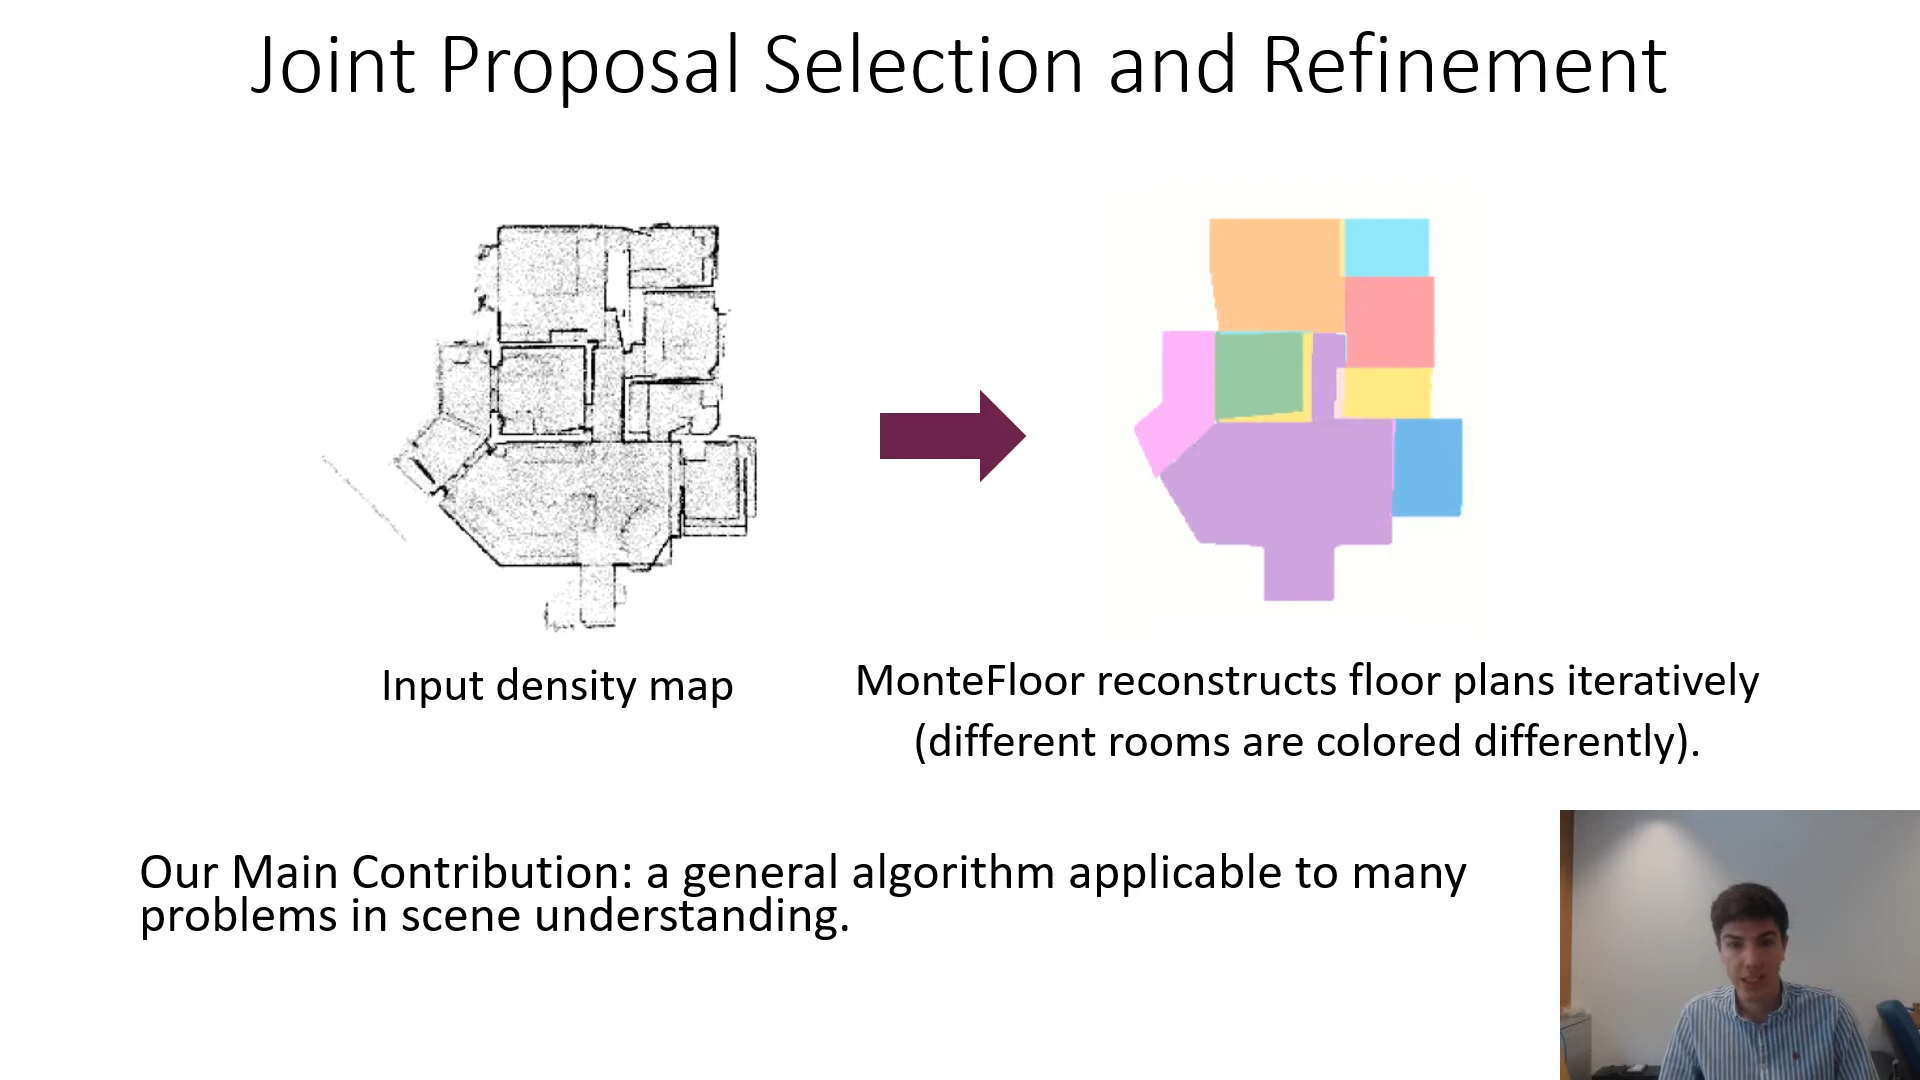 Joint Proposal Selection and Refinement
Input density map
MonteFloor reconstructs floor plans iteratively
(different rooms are colored differently).
Our Main Contribution: a general algorithm applicable to many
problems in scene understanding.